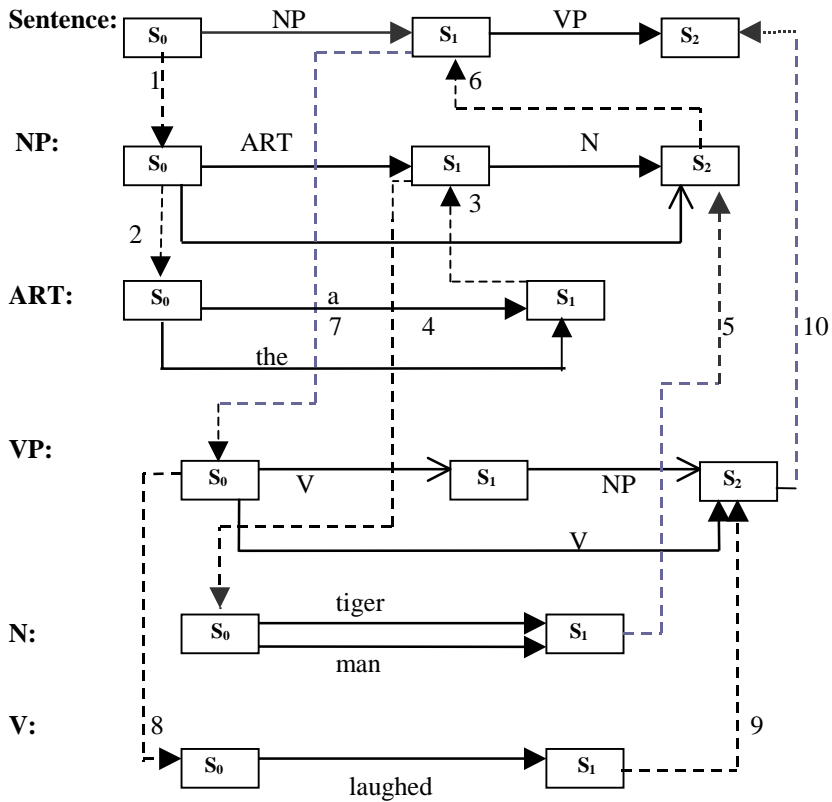 Sentence: S₀ NP S₁ VP S₂
1 6
NP: S₀ ART S₁ N S₂
2 3
ART: S₀ a S₁
7 4 5 10
the
VP: S₀ V S₁ NP S₂
V
tiger
N: S₀ S₁
man
V: 8 9
S₀ S₁
laughed